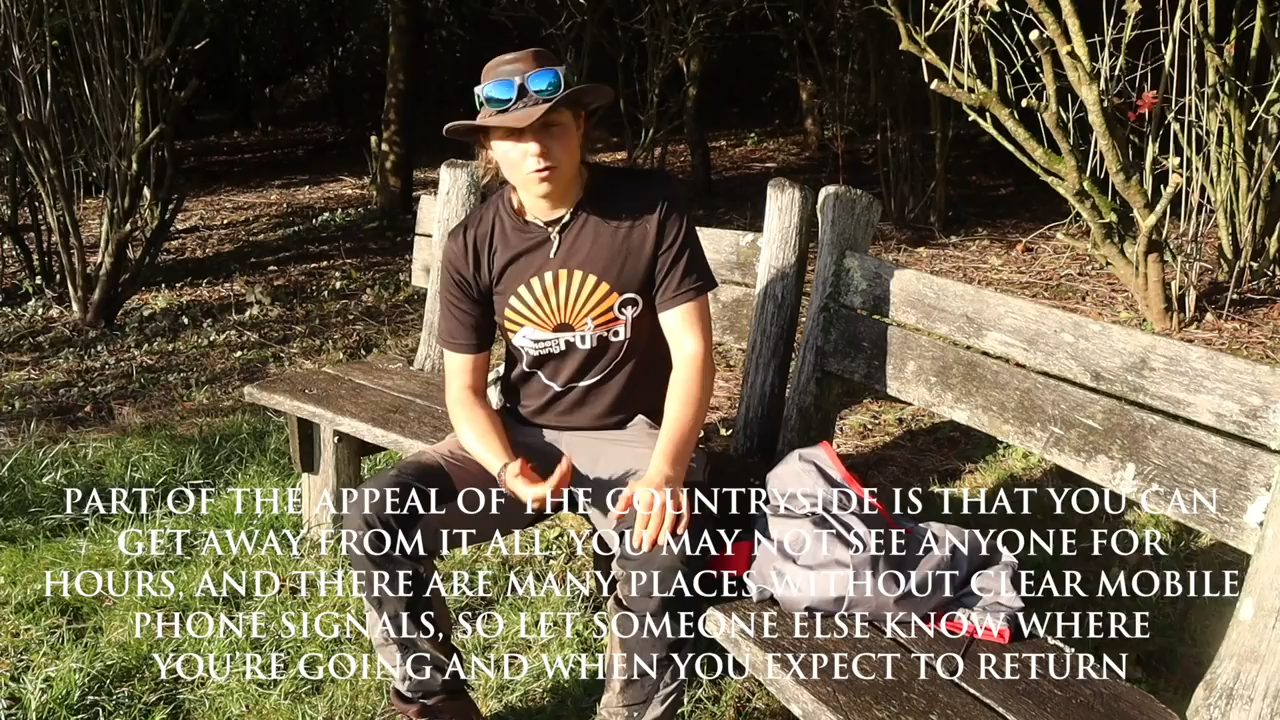 keep
running rural
PART OF THE APPEAL OF THE COUNTRYSIDE IS THAT YOU CAN
GET AWAY FROM IT ALL. YOU MAY NOT SEE ANYONE FOR
HOURS, AND THERE ARE MANY PLACES WITHOUT CLEAR MOBILE
PHONE SIGNALS, SO LET SOMEONE ELSE KNOW WHERE
YOU'RE GOING AND WHEN YOU EXPECT TO RETURN